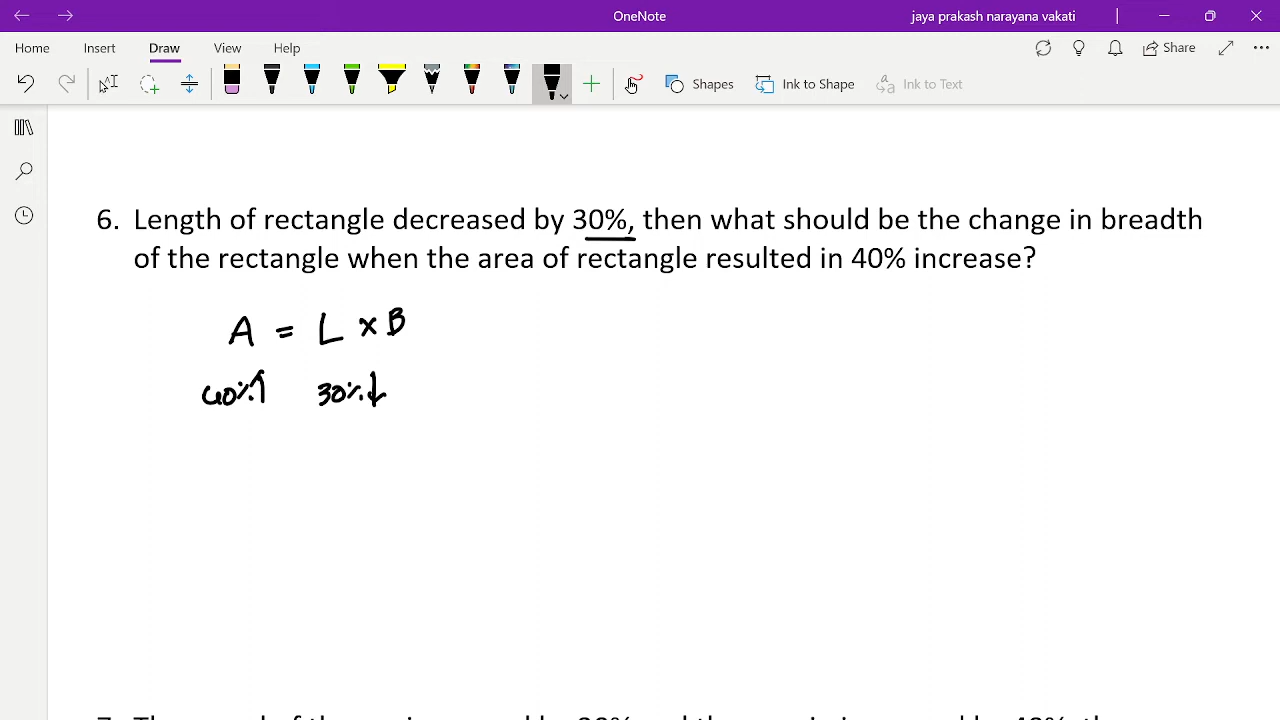 OneNote
jaya prakash narayana vakati
Home Insert Draw View Help
Share
Shapes Ink to Shape Ink to Text
6. Length of rectangle decreased by 30%, then what should be the change in breadth
of the rectangle when the area of rectangle resulted in 40% increase?
A = L × B
40%↑ 30%↓